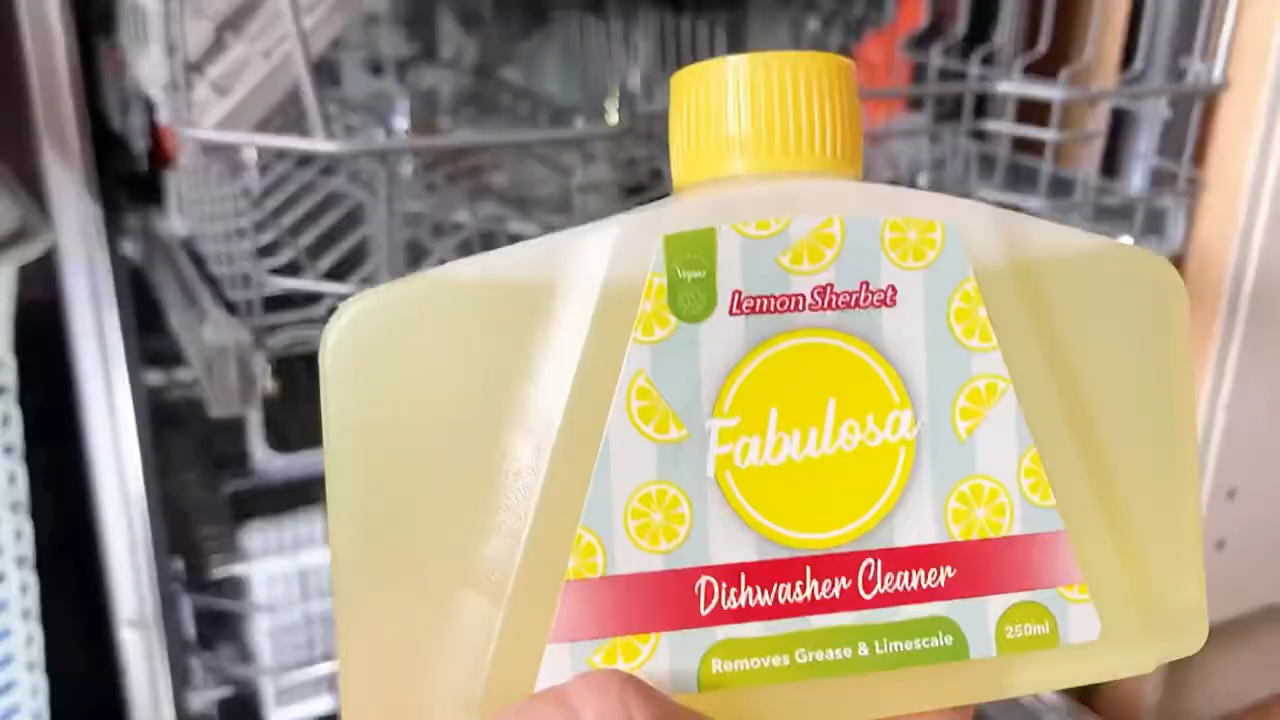 Vegan
Lemon Sherbet
Fabulosa
Dishwasher Cleaner
Removes Grease & Limescale
250ml